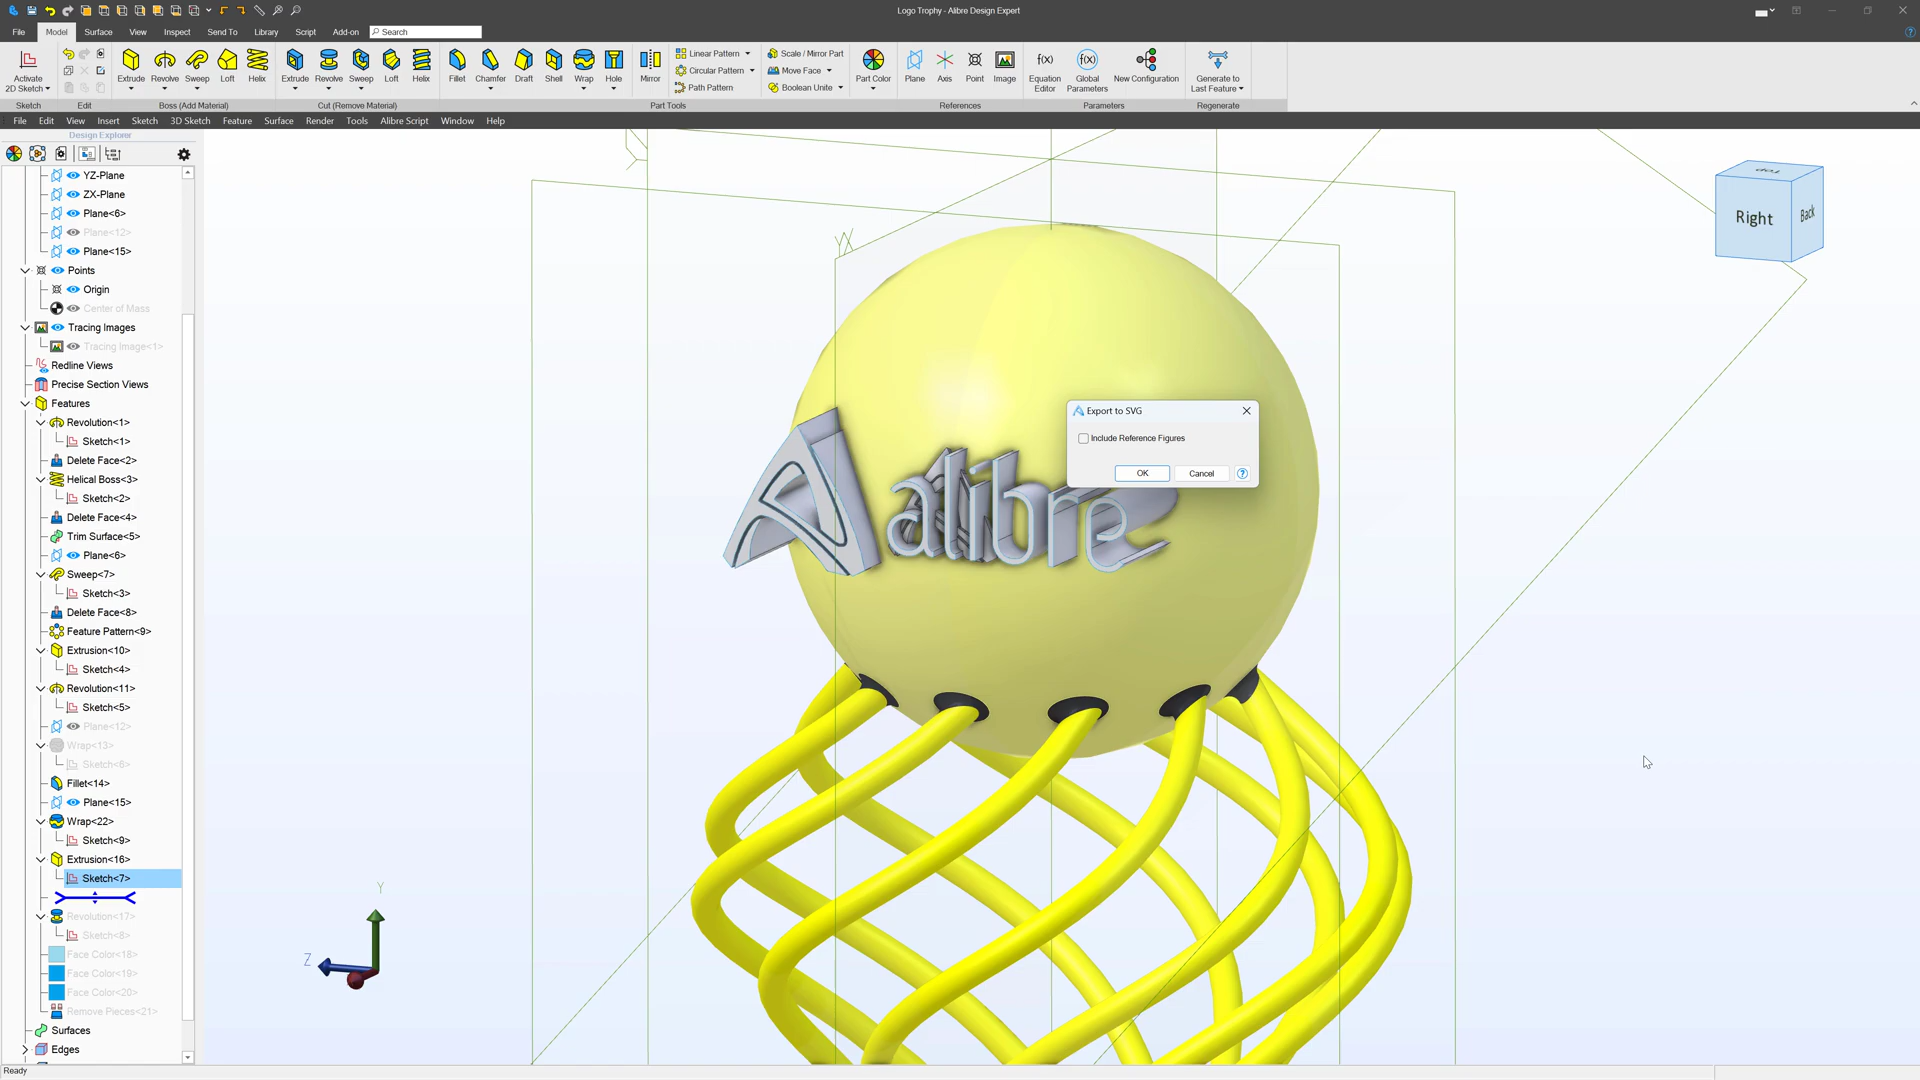 Logo Trophy - Alibre Design Expert
File Model Surface Sketch View Inspect Send To Library Script Add-on Search
Activate
2D Sketch
Extrude Revolve Sweep Loft Helix
Extrude Revolve Sweep Loft Helix
Fillet Chamfer Draft Shell Wrap Hole Mirror
Linear Pattern
Circular Pattern
Path Pattern
Scale / Mirror Part
Move Face
Boolean Unite
Part Color
Plane Axis Point Image
Equation
Editor
Global
Parameters
New Configuration
Generate to
Last Feature
Sketch Edit Boss (Add Material) Cut (Remove Material) Part Tools References Parameters Regenerate
File Edit View Insert Sketch 3D Sketch Feature Surface Render Tools Alibre Script Window Help
Design Explorer
YZ-Plane
ZX-Plane
Plane<6>
Plane<12>
Plane<15>
Points
Origin
Center of Mass
Tracing Images
Tracing Image<1>
Redline Views
Precise Section Views
Features
Revolution<1>
Sketch<1>
Delete Face<2>
Helical Boss<3>
Sketch<2>
Delete Face<4>
Trim Surface<5>
Plane<6>
Sweep<7>
Sketch<3>
Delete Face<8>
Feature Pattern<9>
Extrusion<10>
Sketch<4>
Revolution<11>
Sketch<5>
Plane<12>
Wrap<13>
Sketch<6>
Fillet<14>
Plane<15>
Wrap<22>
Sketch<9>
Extrusion<16>
Sketch<7>
Revolution<17>
Sketch<8>
Face Color<18>
Face Color<19>
Face Color<20>
Remove Pieces<21>
Surfaces
Edges
Top
Right
Back
Export to SVG
Include Reference Figures
OK Cancel
alibre
Y
Z
Ready